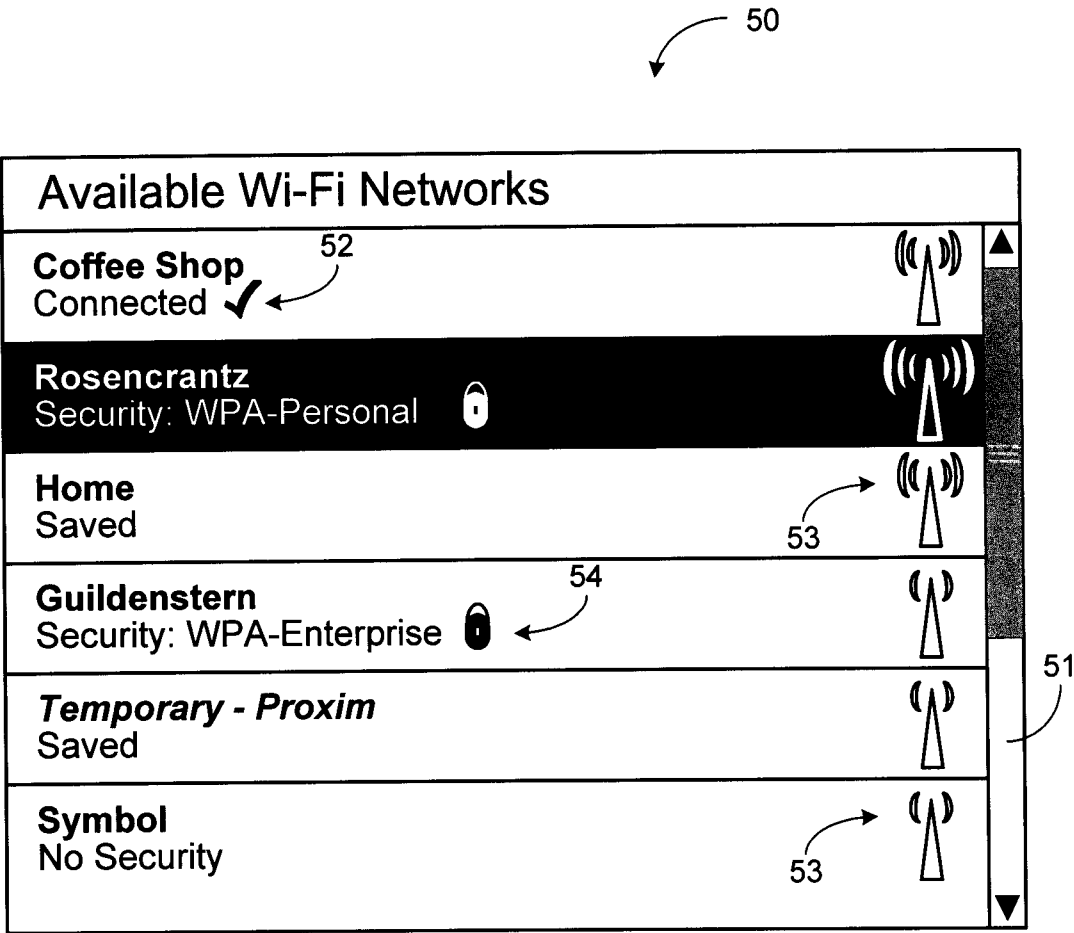 50
Available Wi-Fi Networks
Coffee Shop
52
Connected
Rosencrantz
Security: WPA-Personal
Home
Saved
53
Guildenstern
54
Security: WPA-Enterprise
51
Temporary - Proxim
Saved
Symbol
No Security
53